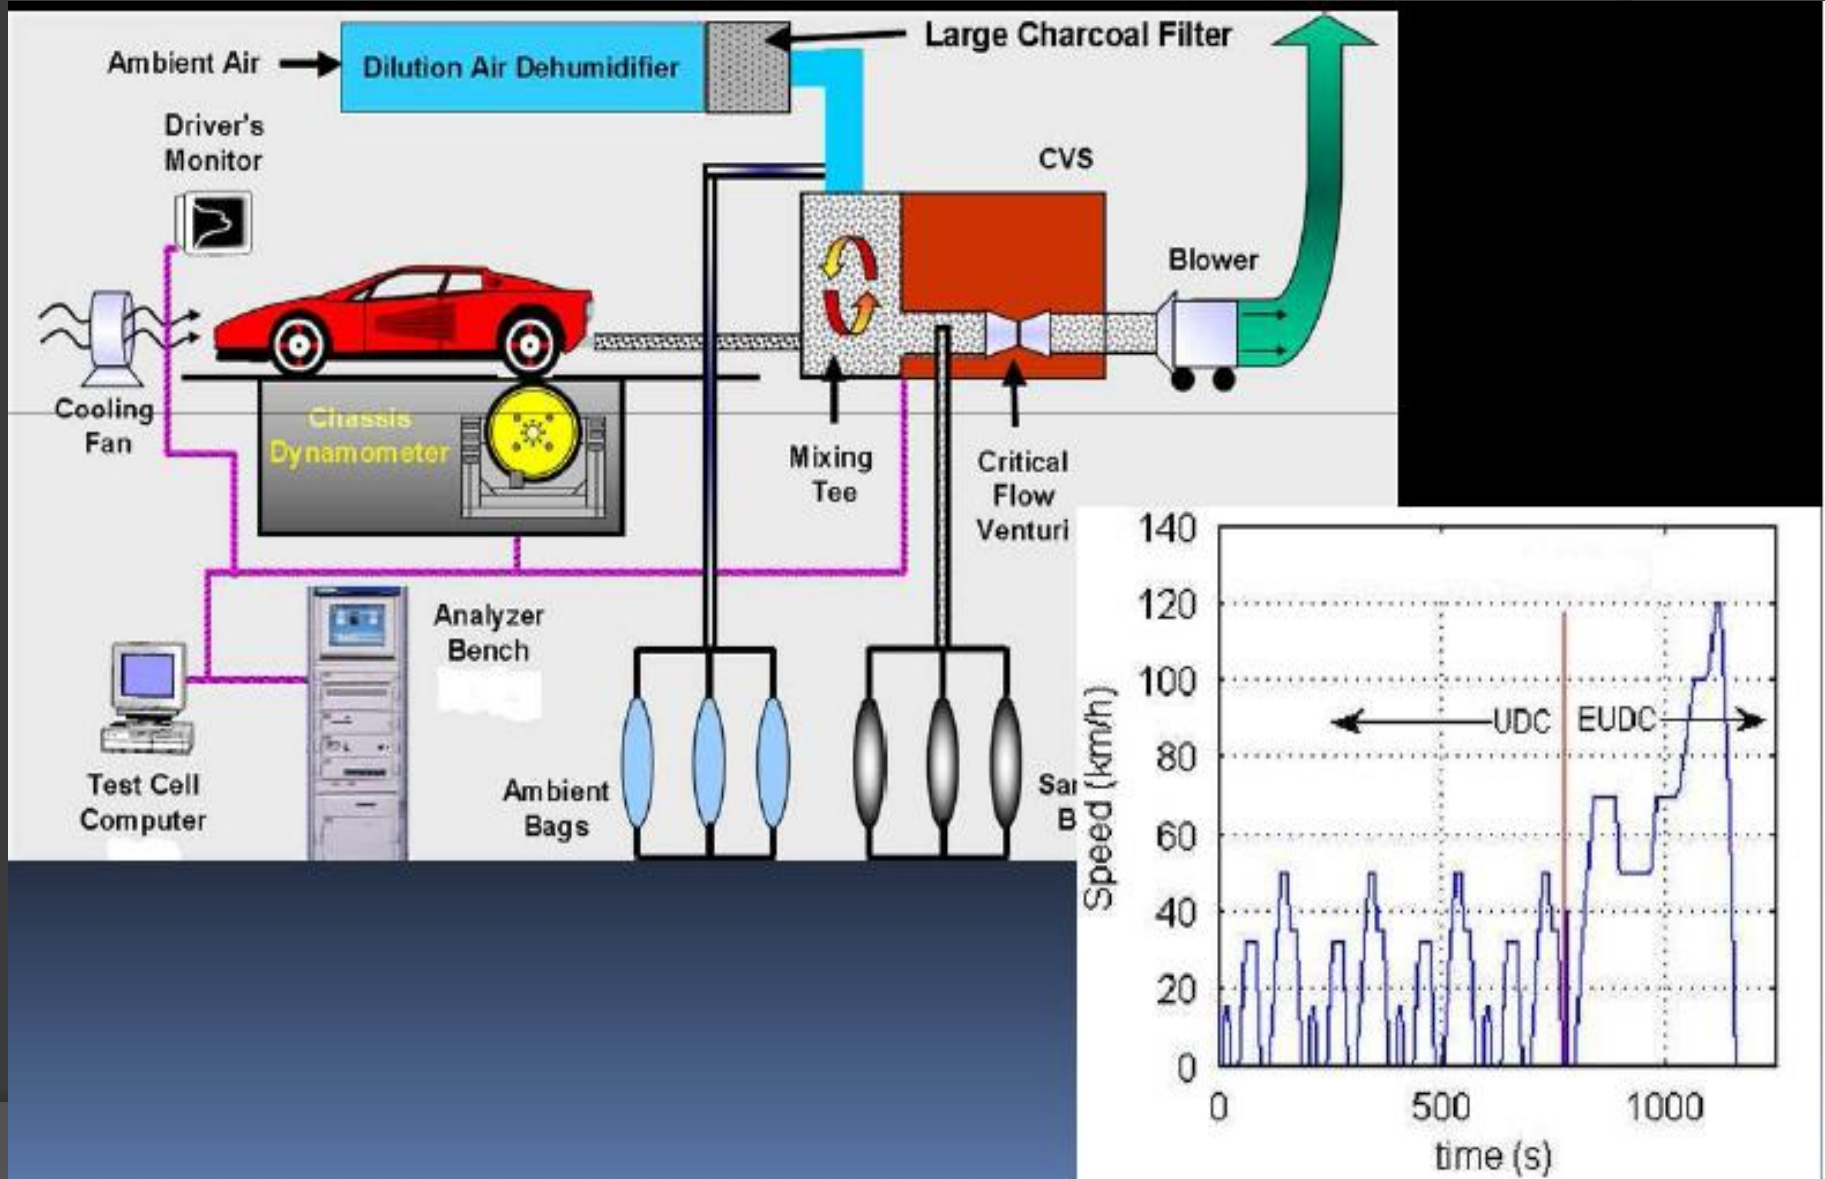 Ambient Air
Dilution Air Dehumidifier
Large Charcoal Filter
Driver's
Monitor
CVS
Blower
Cooling
Fan
Chassis
Dynamometer
Mixing
Tee
Critical
Flow
Venturi
Analyzer
Bench
Test Cell
Computer
Ambient
Bags
140
120
100
80
60
40
20
0
Speed (km/h)
UDC
EUDC
0
500
1000
time (s)